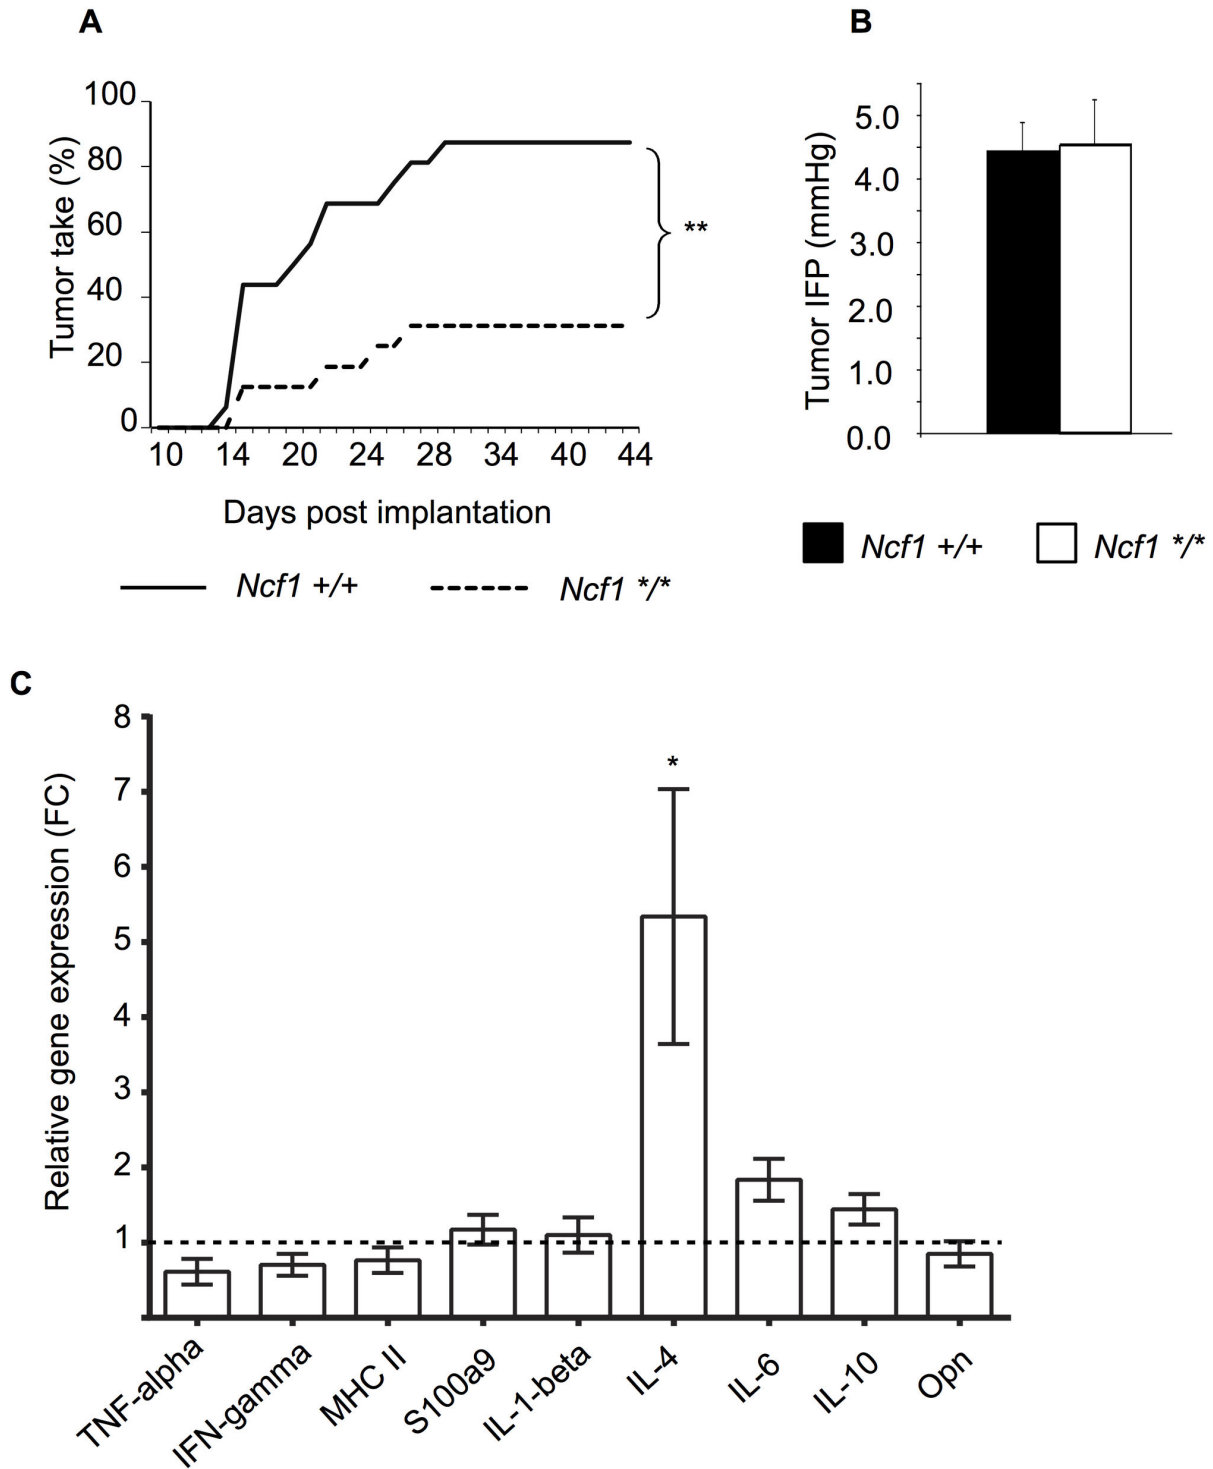 A
Tumor take (%)
100
80
60
40
20
0
10 14 20 24 28 34 40 44
Days post implantation
**
Ncf1 +/+ Ncf1 */*
B
Tumor IFP (mmHg)
5.0
4.0
3.0
2.0
1.0
0.0
Ncf1 +/+ Ncf1 */*
C
Relative gene expression (FC)
8
7
6
5
4
3
2
1
*
TNF-alpha
IFN-gamma
MHC II
S100a9
IL-1-beta
IL-4
IL-6
IL-10
Opn